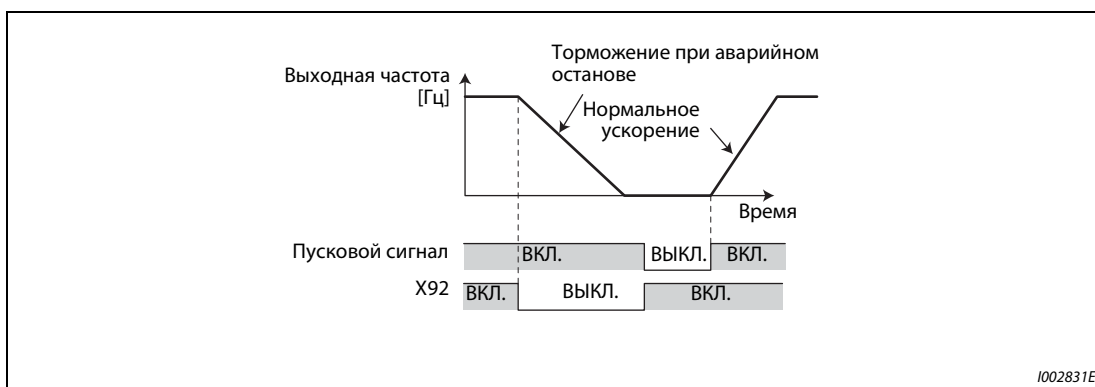 Торможение при аварийном
останове
Выходная частота
[Гц]
Нормальное
ускорение
Время
Пусковой сигнал ВКЛ. ВЫКЛ. ВКЛ.
X92 ВКЛ. ВЫКЛ. ВКЛ.
I002831E